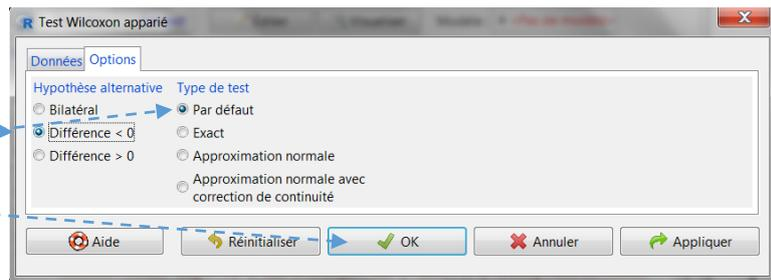 Test Wilcoxon apparié
Données Options
Hypothèse alternative Type de test
Bilatéral Par défaut
Différence < 0 Exact
Différence > 0 Approximation normale
Approximation normale avec
correction de continuité
Aide Réinitialiser OK Annuler Appliquer